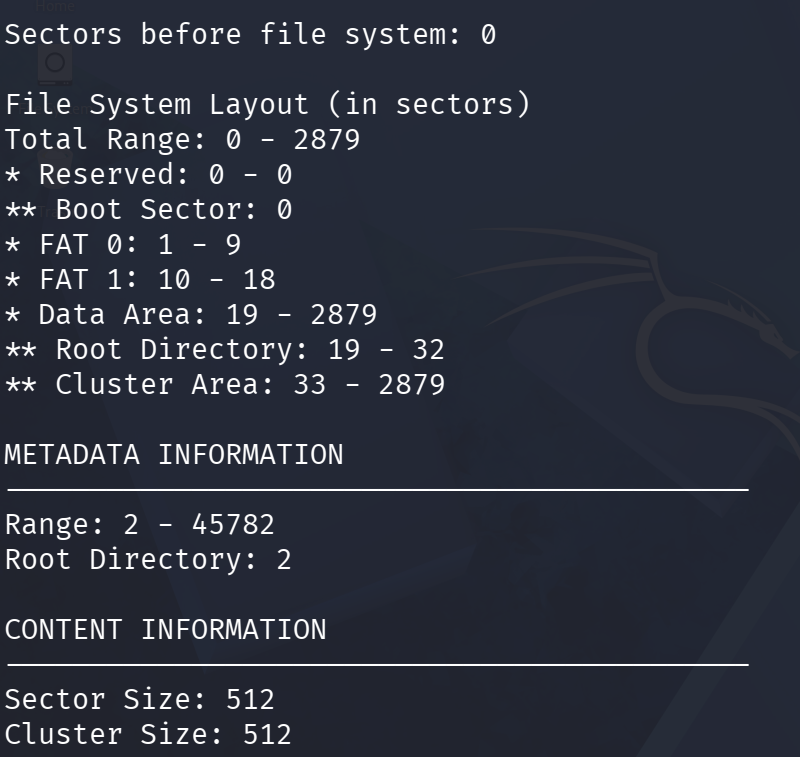 Sectors before file system: 0
File System Layout (in sectors)
Total Range: 0 - 2879
* Reserved: 0 - 0
** Boot Sector: 0
* FAT 0: 1 - 9
* FAT 1: 10 - 18
* Data Area: 19 - 2879
** Root Directory: 19 - 32
** Cluster Area: 33 - 2879
METADATA INFORMATION
Range: 2 - 45782
Root Directory: 2
CONTENT INFORMATION
Sector Size: 512
Cluster Size: 512